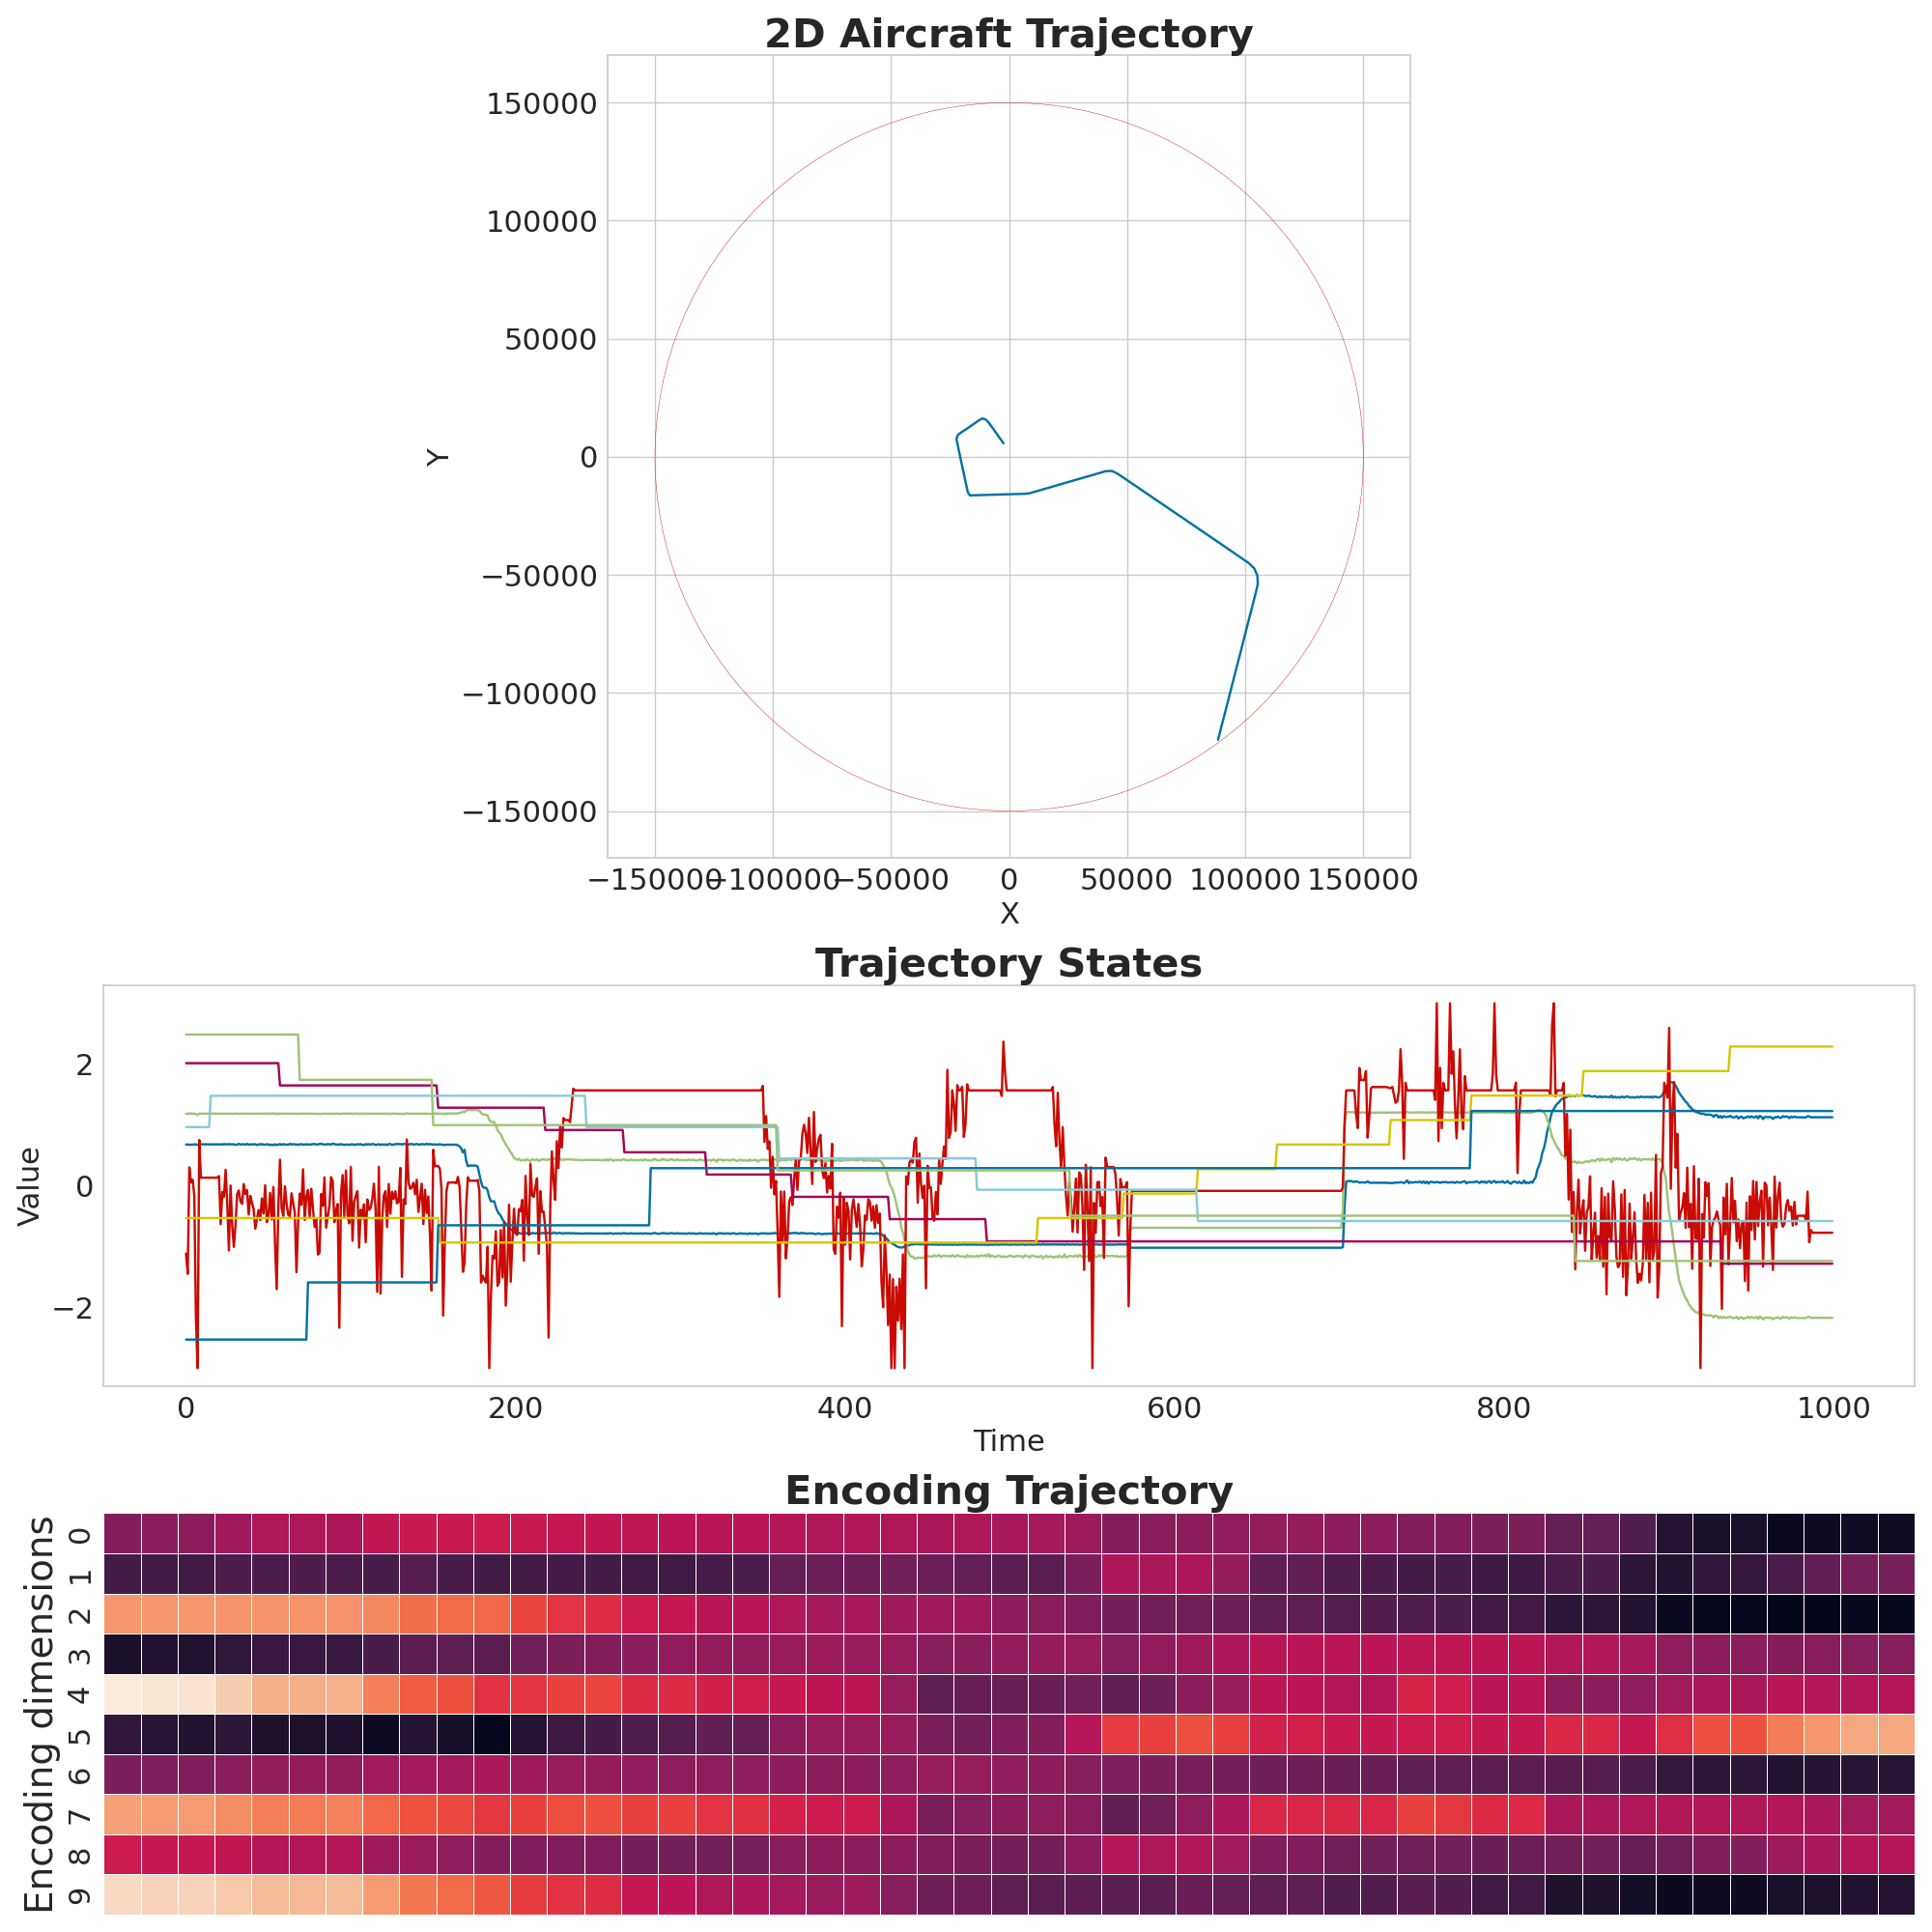 2D Aircraft Trajectory
150000
100000
50000
0
−50000
−100000
−150000
Y
−150000 −100000 −50000 0 50000 100000 150000
X
Trajectory States
2
0
−2
Value
0 200 400 600 800 1000
Time
Encoding Trajectory
Encoding dimensions
0
1
2
3
4
5
6
7
8
9